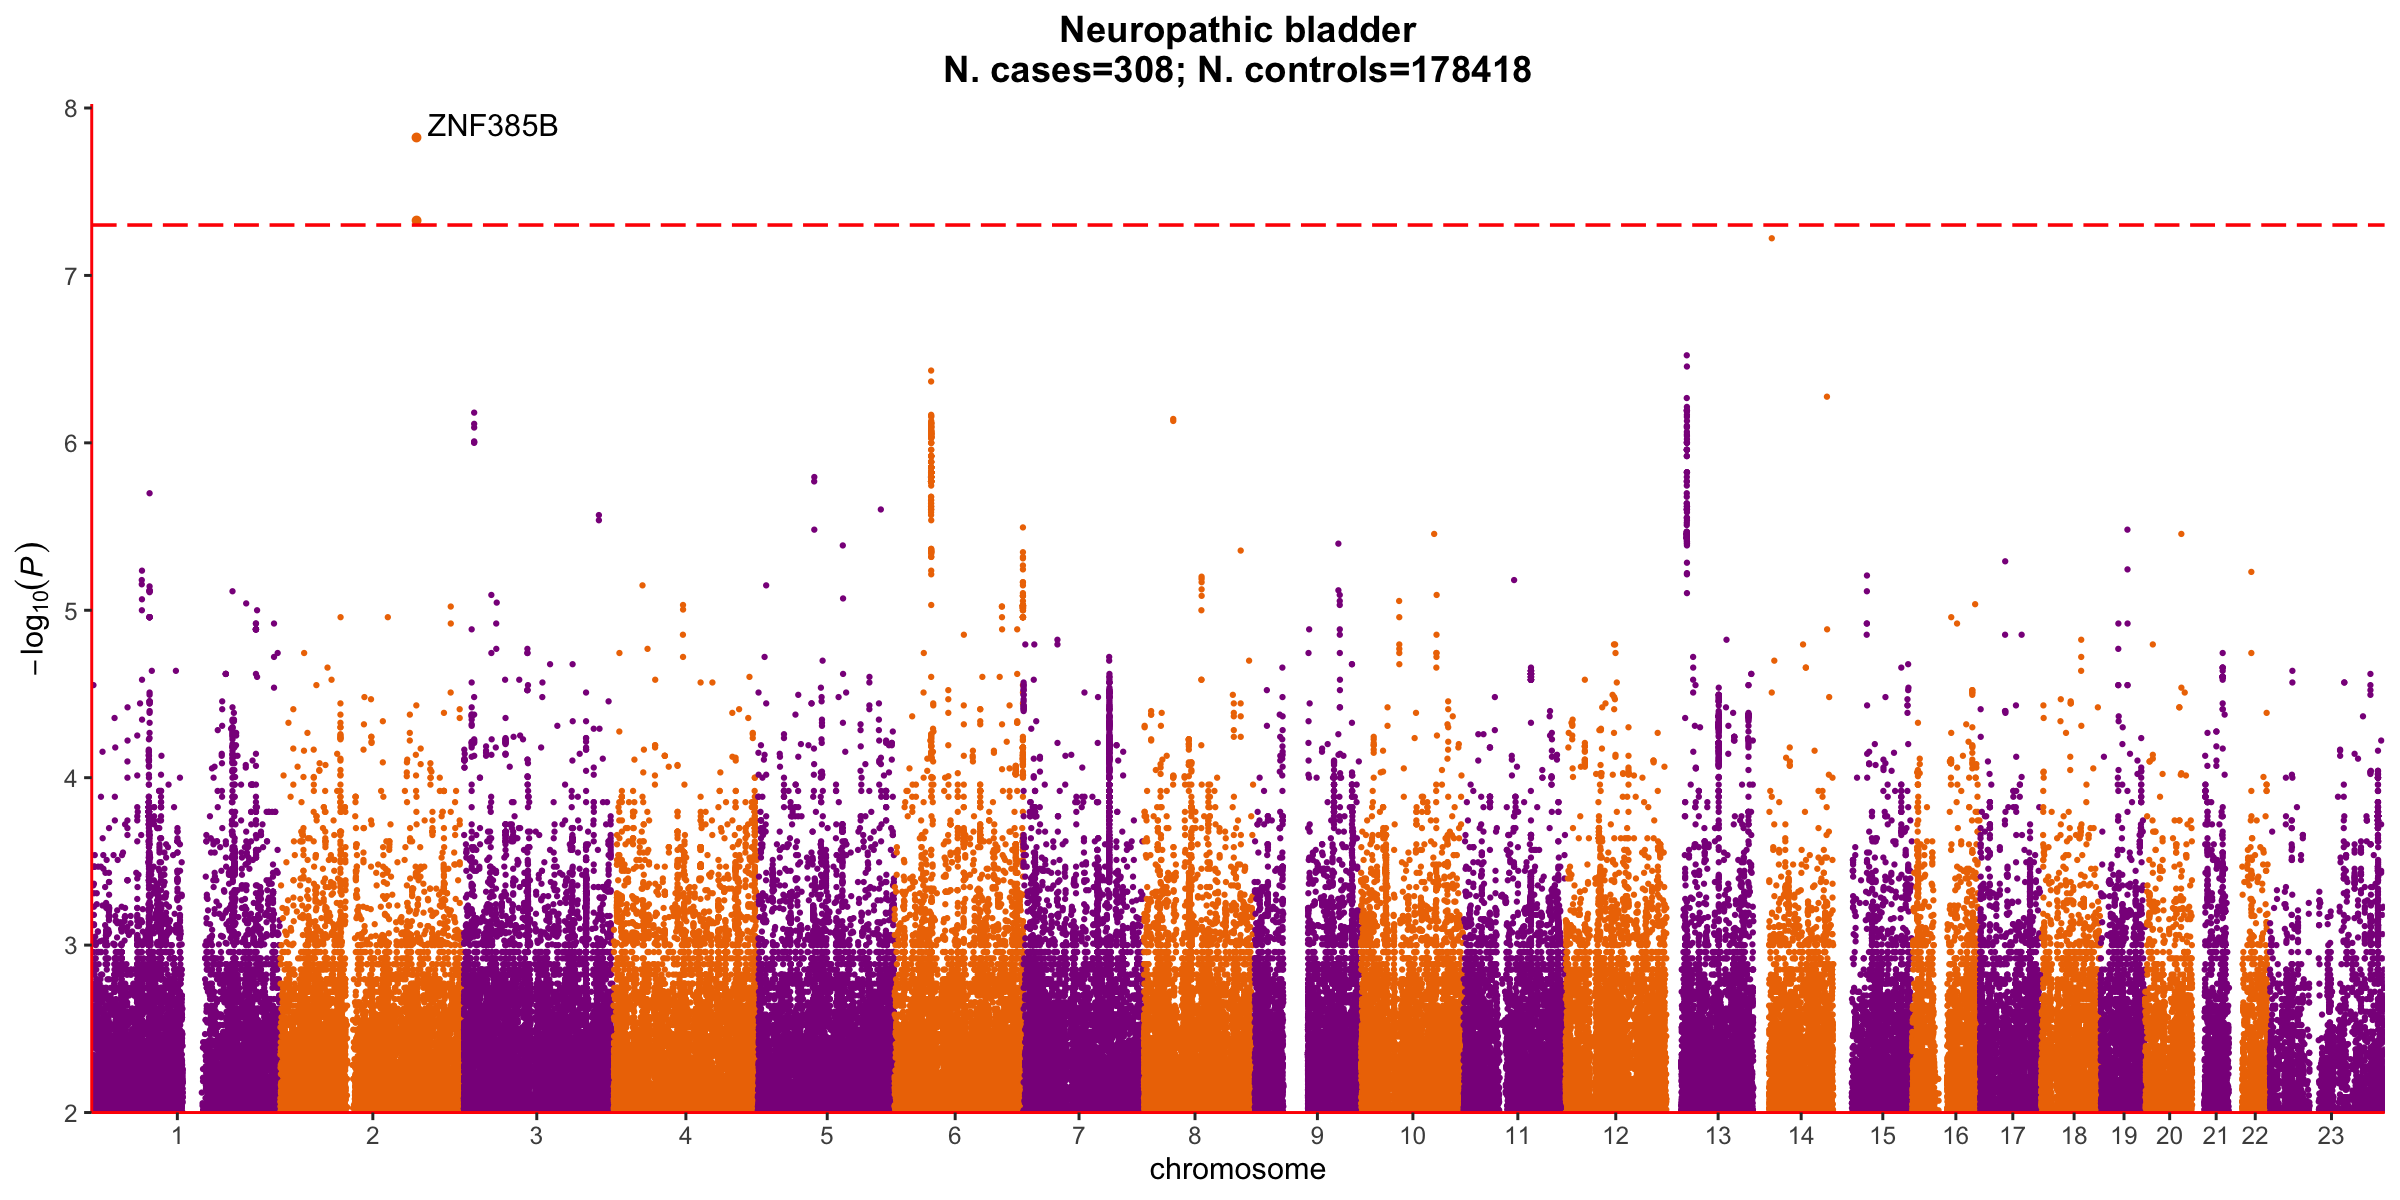 Neuropathic bladder
N. cases=308; N. controls=178418
8
ZNF385B
7
6
5
4
3
2
−log10(P)
1 2 3 4 5 6 7 8 9 10 11 12 13 14 15 16 17 18 19 20 21 22 23
chromosome